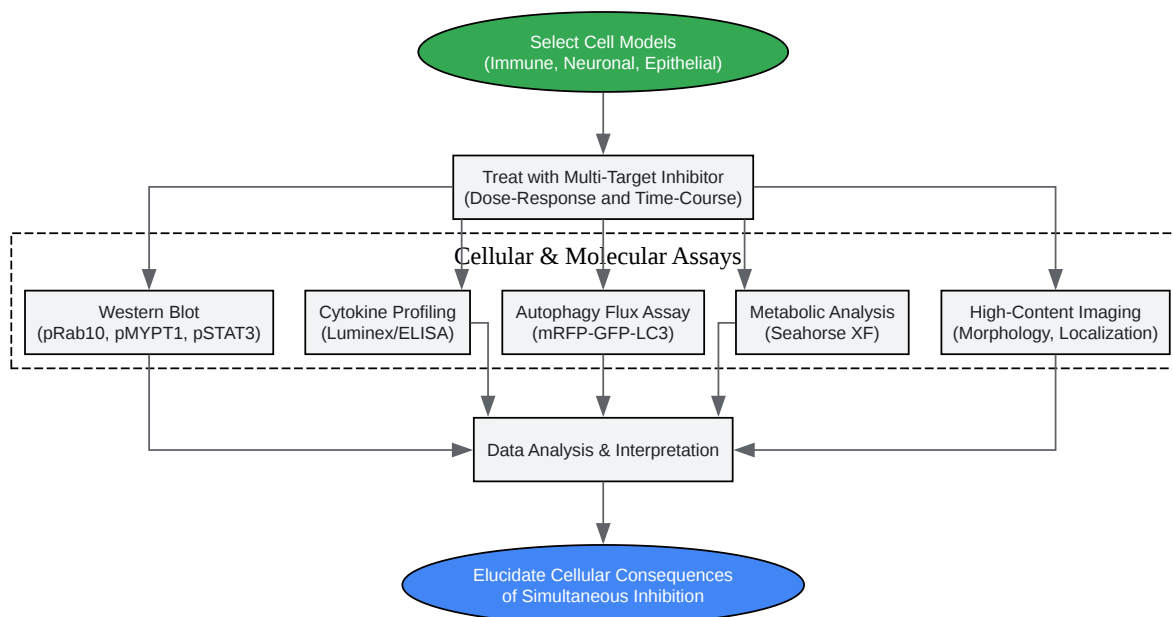 Select Cell Models
(Immune, Neuronal, Epithelial)
Treat with Multi-Target Inhibitor
(Dose-Response and Time-Course)
Cellular & Molecular Assays
Western Blot
(pRab10, pMYPT1, pSTAT3)
Cytokine Profiling
(Luminex/ELISA)
Autophagy Flux Assay
(mRFP-GFP-LC3)
Metabolic Analysis
(Seahorse XF)
High-Content Imaging
(Morphology, Localization)
Data Analysis & Interpretation
Elucidate Cellular Consequences
of Simultaneous Inhibition